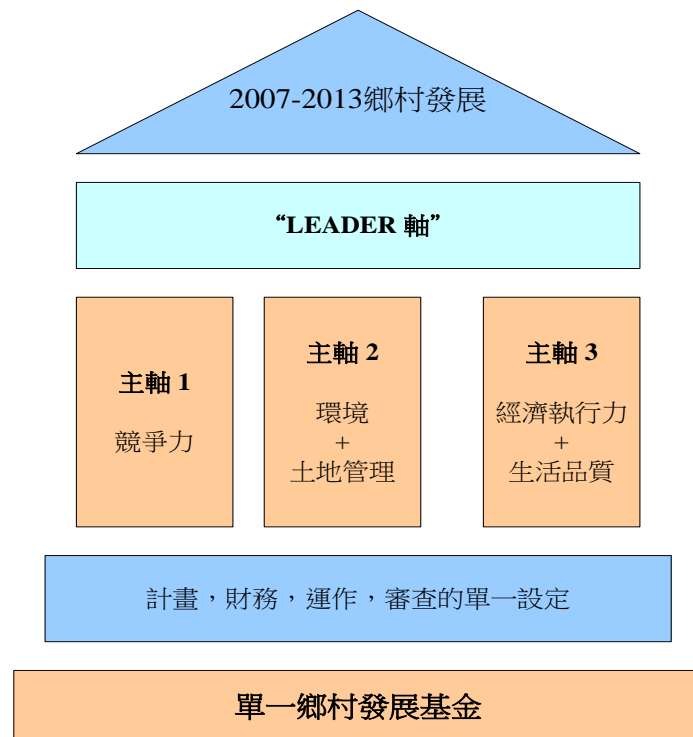 2007-2013鄉村發展
“LEADER 軸”
主軸 1
競爭力
主軸 2
環境
+
土地管理
主軸 3
經濟執行力
+
生活品質
計畫，財務，運作，審查的單一設定
單一鄉村發展基金